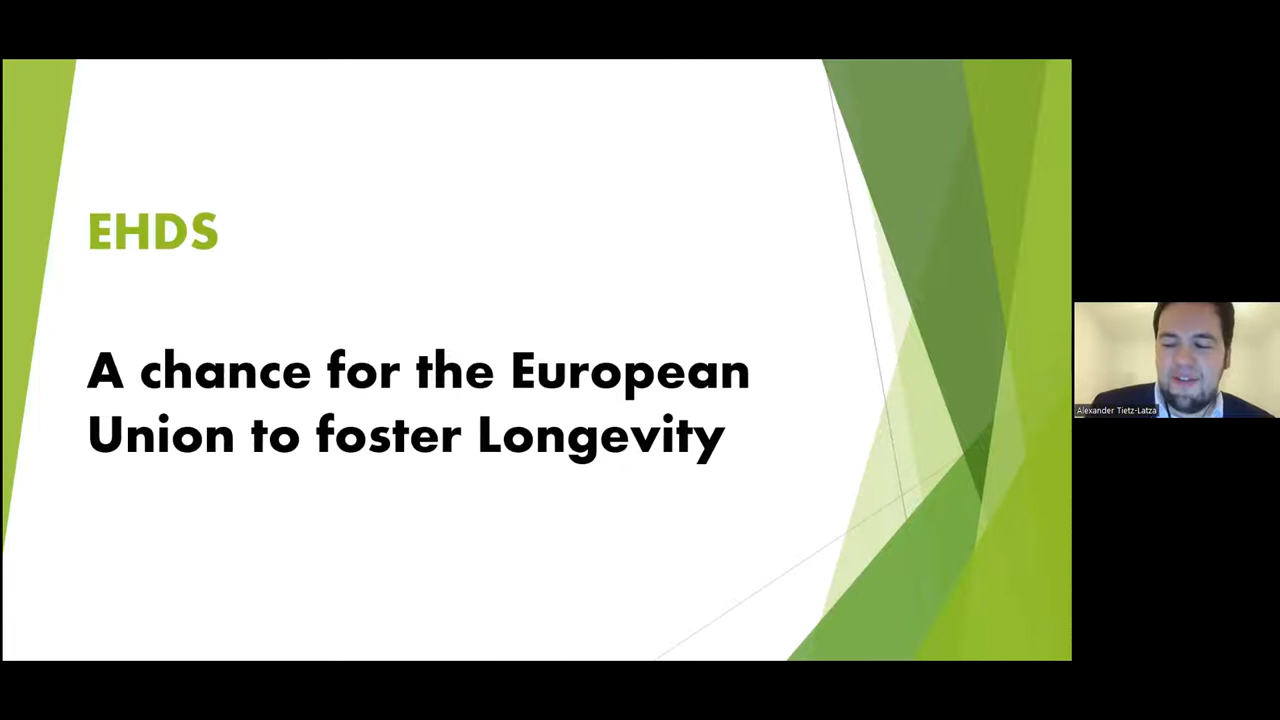 EHDS
A chance for the European
Union to foster Longevity
Alexander Tietz-Latza